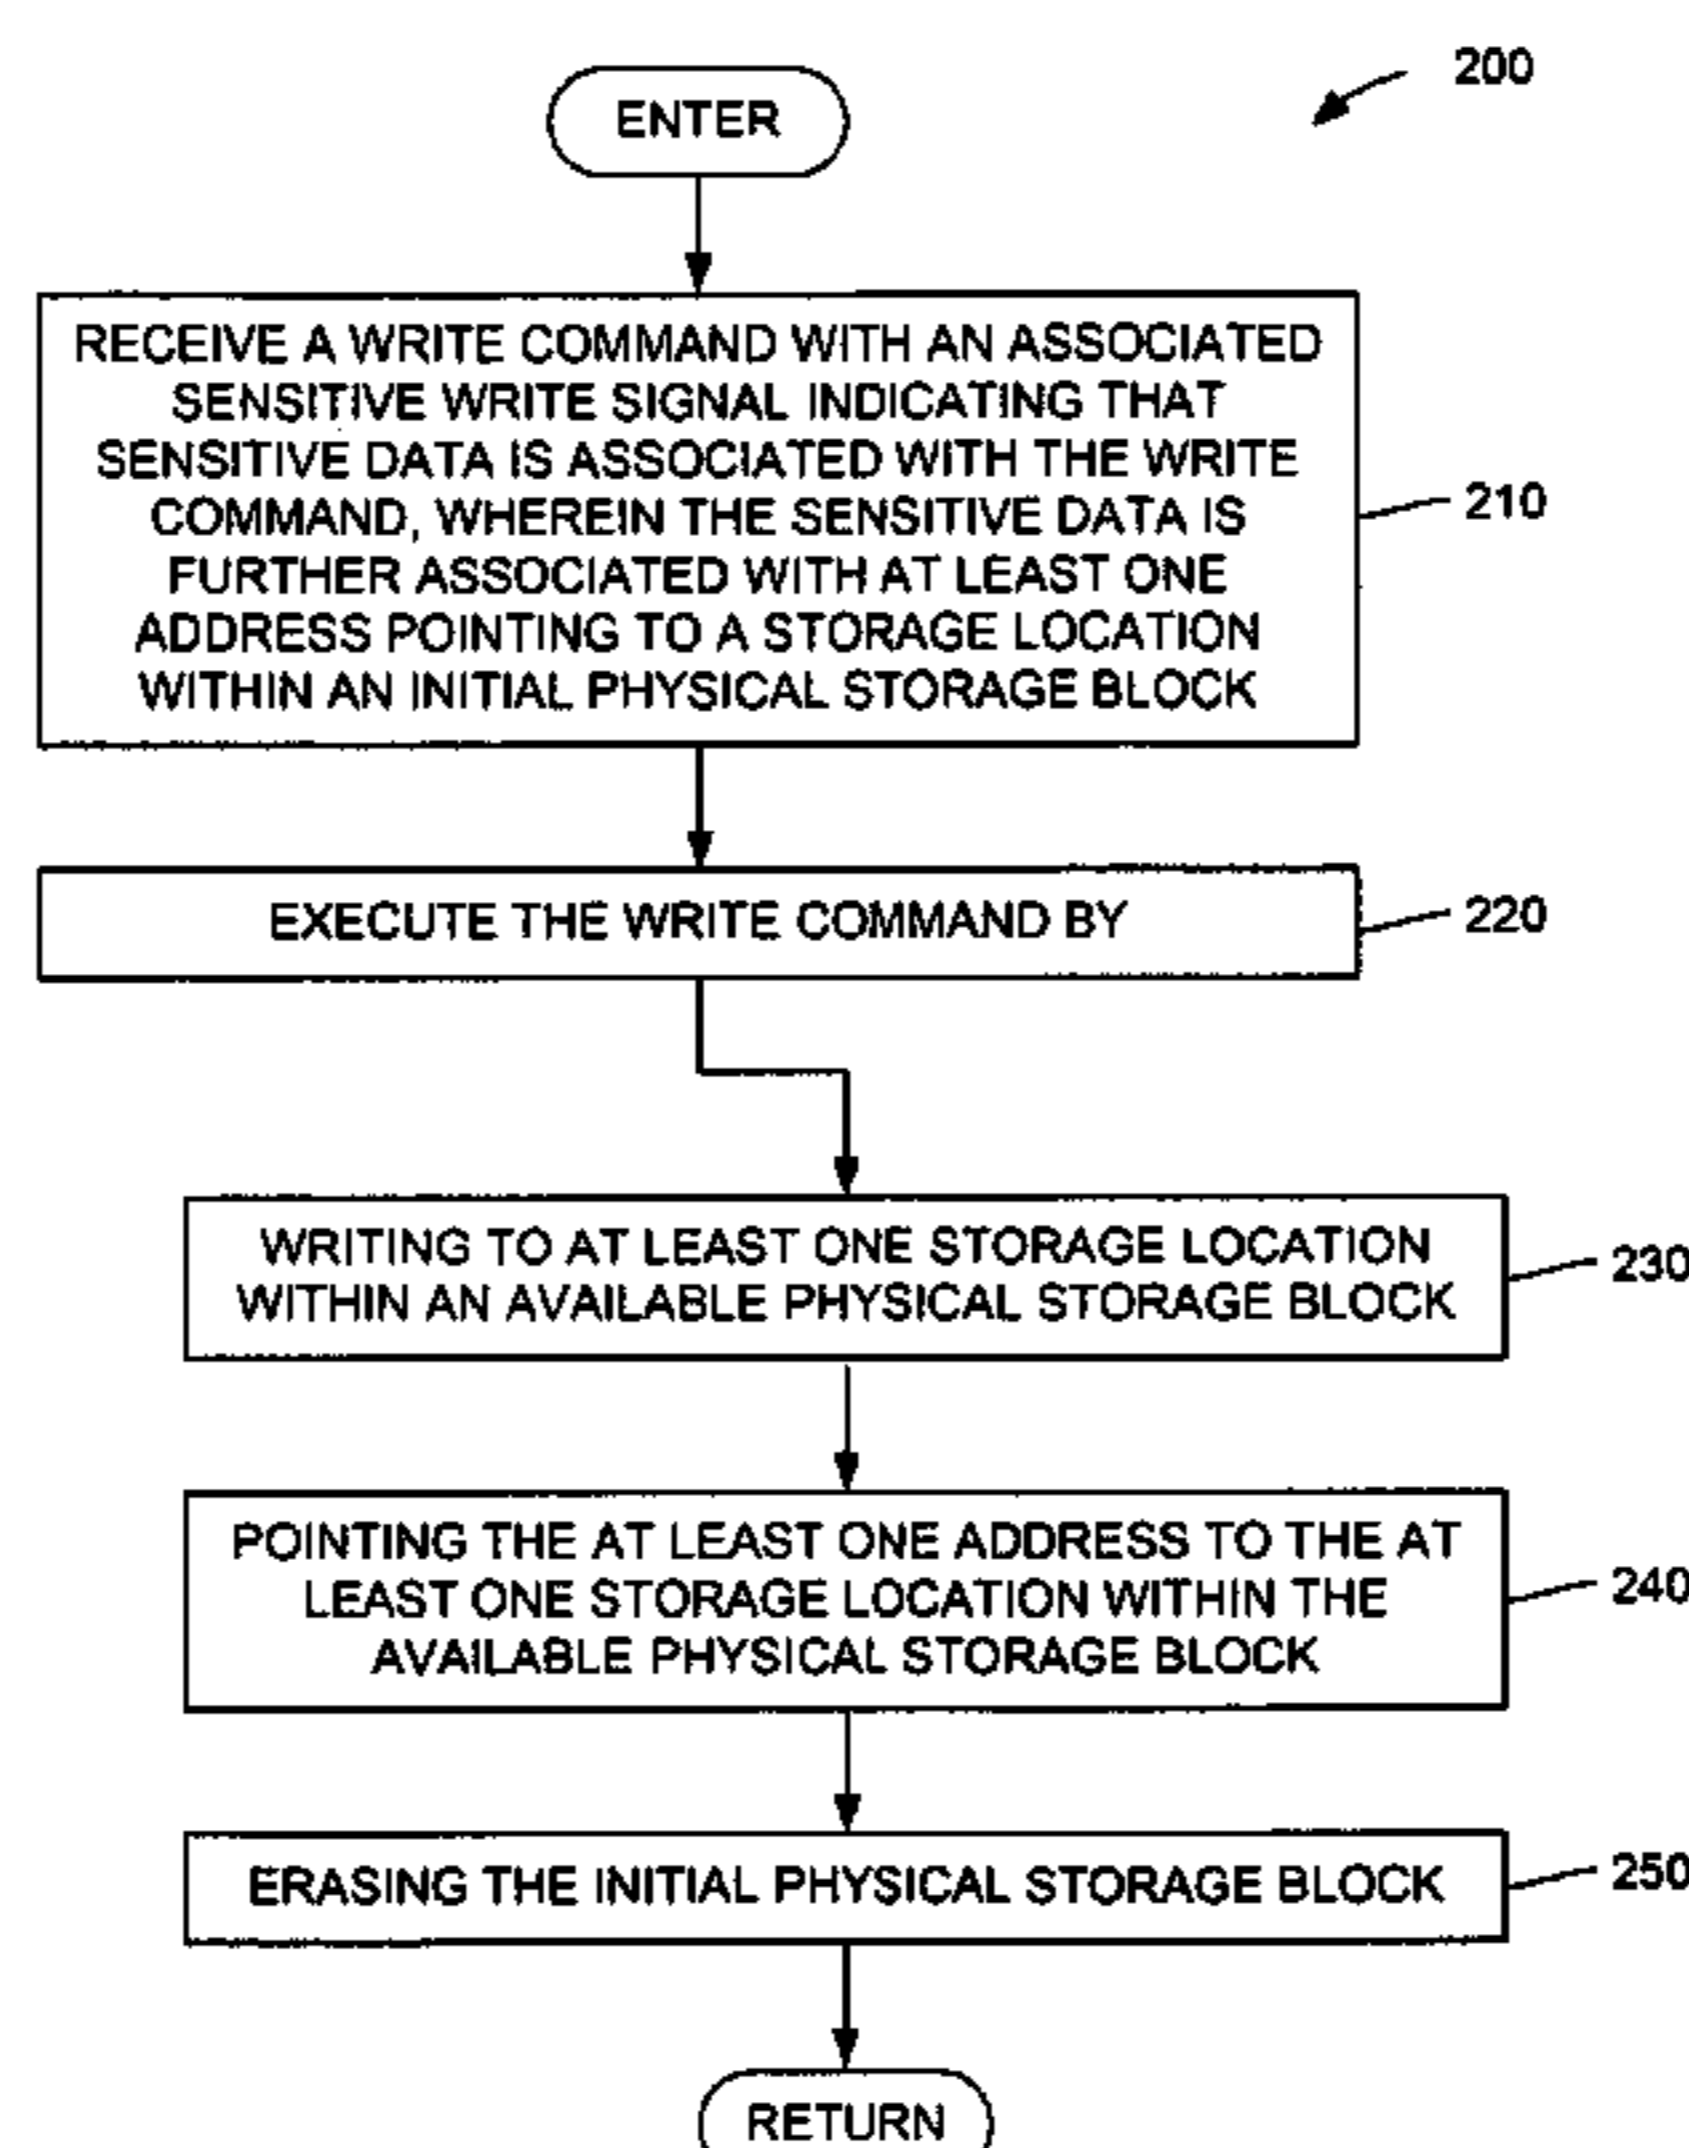 200
ENTER
RECEIVE A WRITE COMMAND WITH AN ASSOCIATED
SENSITIVE WRITE SIGNAL INDICATING THAT
SENSITIVE DATA IS ASSOCIATED WITH THE WRITE
COMMAND, WHEREIN THE SENSITIVE DATA IS
FURTHER ASSOCIATED WITH AT LEAST ONE
ADDRESS POINTING TO A STORAGE LOCATION
WITHIN AN INITIAL PHYSICAL STORAGE BLOCK
210
EXECUTE THE WRITE COMMAND BY
220
WRITING TO AT LEAST ONE STORAGE LOCATION
WITHIN AN AVAILABLE PHYSICAL STORAGE BLOCK
230
POINTING THE AT LEAST ONE ADDRESS TO THE AT
LEAST ONE STORAGE LOCATION WITHIN THE
AVAILABLE PHYSICAL STORAGE BLOCK
240
ERASING THE INITIAL PHYSICAL STORAGE BLOCK
250
RETURN